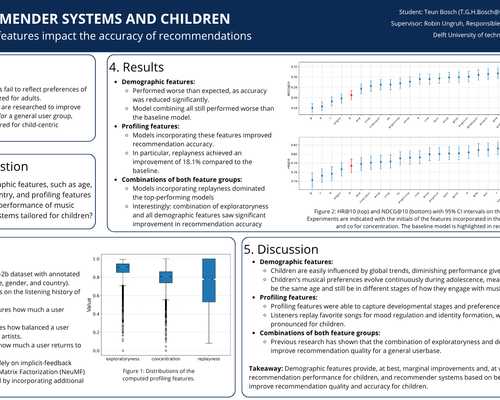 MENDER SYSTEMS AND CHILDREN
features impact the accuracy of recommendations
Student: Teun Bosch (T.G.H.Bosch@
Supervisor: Robin Ungruh, Responsible
Delft University of techn
s fail to reflect preferences of
ed for adults.
are researched to improve
for a general user group,
red for child-centric
stion
phic features, such as age,
ntry, and profiling features
performance of music
stems tailored for children?
4. Results
Demographic features:
Performed worse than expected, as accuracy
was reduced significantly.
Model combining all still performed worse than
the baseline model.
Profiling features:
Models incorporating these features improved
recommendation accuracy.
In particular, replayness achieved an
improvement of 18.1% compared to the
baseline.
Combinations of both feature groups:
Models incorporating replayness dominated
the top-performing models
Interestingly: combination of exploratoryness
and all demographic features saw significant
improvement in recommendation accuracy
Figure 2: HR@10 (top) and NDCG@10 (bottom) with 95% CI intervals on the
Experiments are indicated with the initials of the features incorporated in the
and co for concentration. The baseline model is highlighted in re
-2b dataset with annotated
e, gender, and country).
s on the listening history of
ures how much a user
es how balanced a user
how much a user returns to
ely on implicit-feedback
Matrix Factorization (NeuMF)
d by incorporating additional
Value
1.0
0.8
0.6
0.4
0.2
0.0
exploratoryness
concentration
replayness
Figure 1: Distributions of the
computed profiling features.
5. Discussion
Demographic features:
Children are easily influenced by global trends, diminishing performance give
Children's musical preferences evolve continuously during adolescence, mea
be the same age and still be in different stages of how they engage with musi
Profiling features:
Profiling features were able to capture developmental stages and preference
Listeners replay favorite songs for mood regulation and identity formation, w
pronounced for children.
Combinations of both feature groups:
Previous research has shown that the combination of exploratoryness and de
improve recommendation quality for a general userbase.
Takeaway: Demographic features provide, at best, marginal improvements and, at w
recommendation performance for children, and recommender systems based on be
improve recommendation quality and accuracy for children.